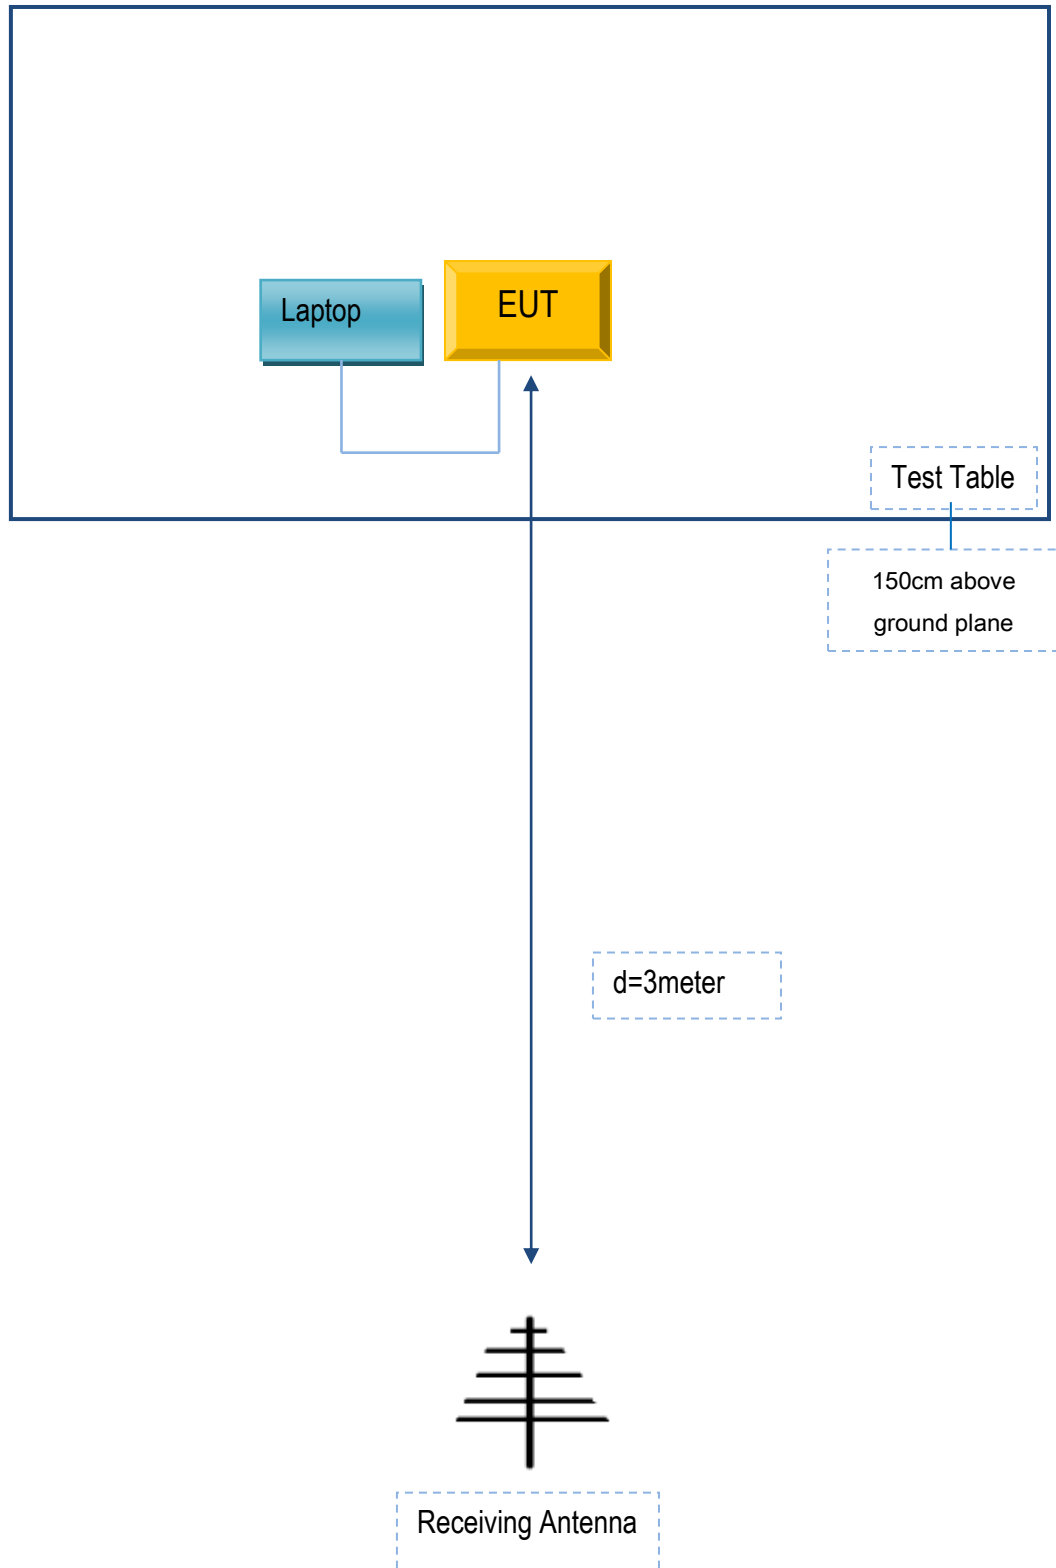 Laptop
EUT
Test Table
150cm above
ground plane
d=3meter
Receiving Antenna